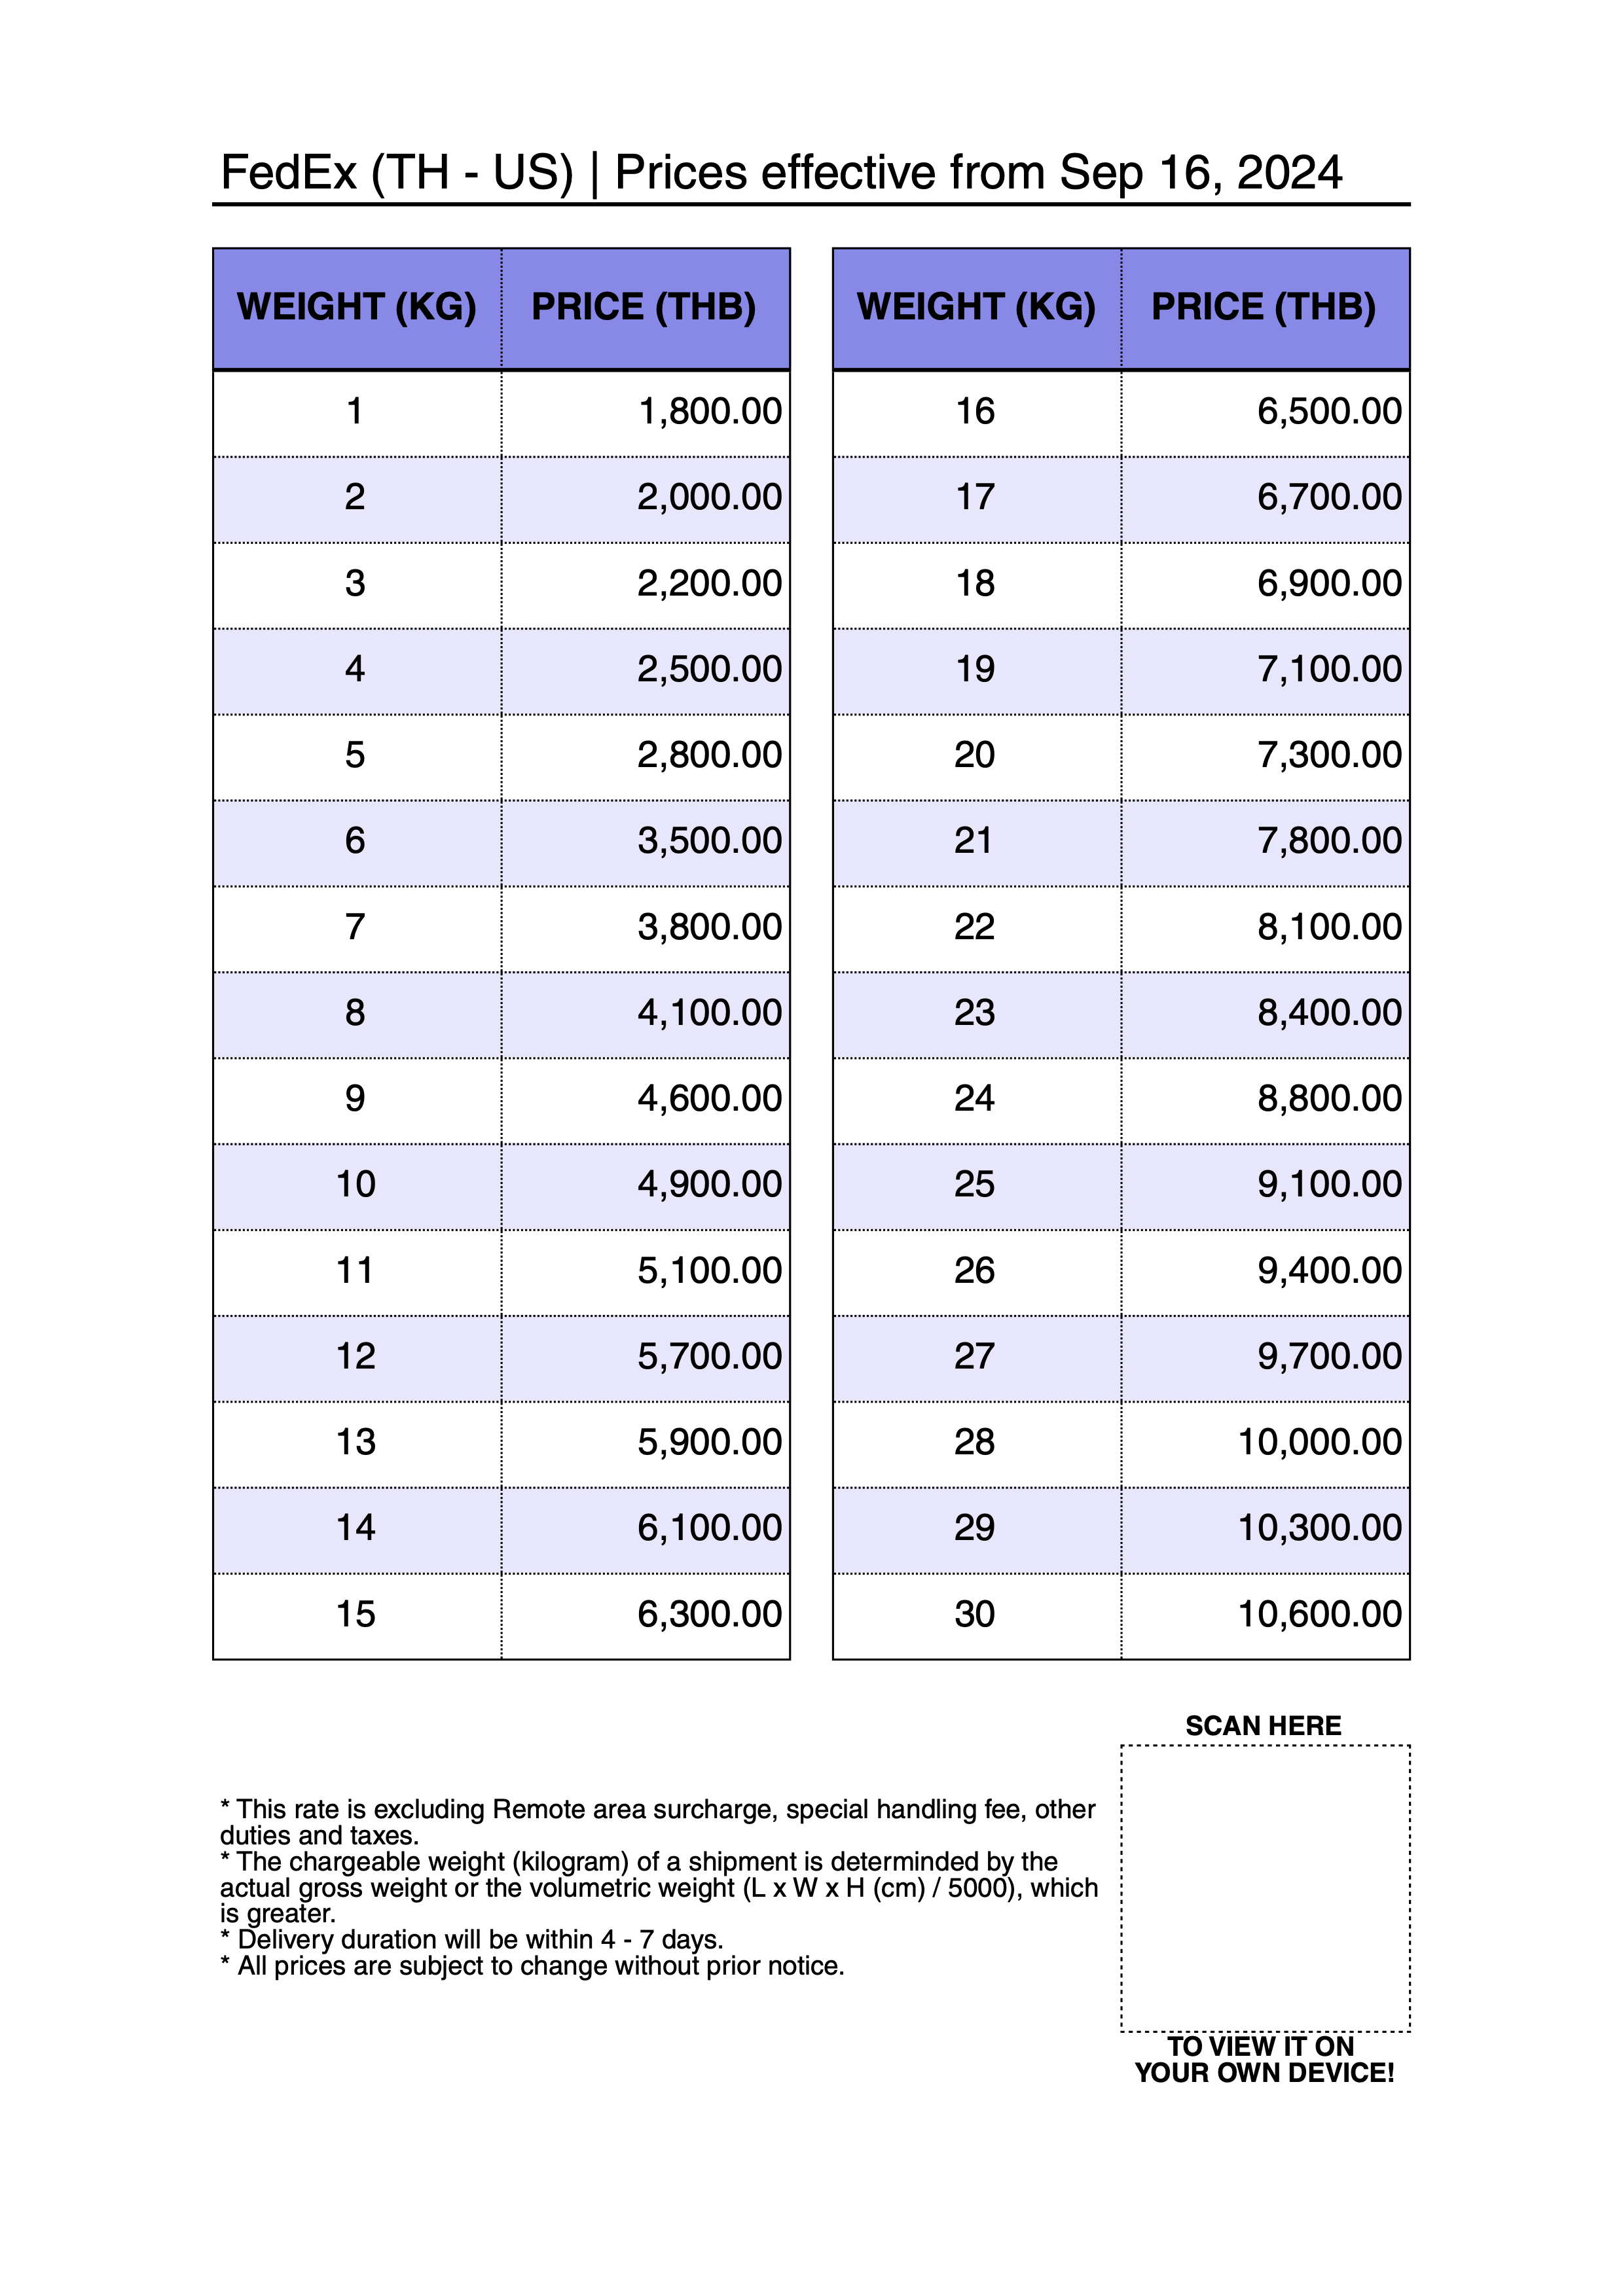 FedEx (TH - US) | Prices effective from Sep 16, 2024
WEIGHT (KG) PRICE (THB) WEIGHT (KG) PRICE (THB)
1 1,800.00 16 6,500.00
2 2,000.00 17 6,700.00
3 2,200.00 18 6,900.00
4 2,500.00 19 7,100.00
5 2,800.00 20 7,300.00
6 3,500.00 21 7,800.00
7 3,800.00 22 8,100.00
8 4,100.00 23 8,400.00
9 4,600.00 24 8,800.00
10 4,900.00 25 9,100.00
11 5,100.00 26 9,400.00
12 5,700.00 27 9,700.00
13 5,900.00 28 10,000.00
14 6,100.00 29 10,300.00
15 6,300.00 30 10,600.00
* This rate is excluding Remote area surcharge, special handling fee, other
duties and taxes.
* The chargeable weight (kilogram) of a shipment is determinded by the
actual gross weight or the volumetric weight (L x W x H (cm) / 5000), which
is greater.
* Delivery duration will be within 4 - 7 days.
* All prices are subject to change without prior notice.
SCAN HERE
TO VIEW IT ON
YOUR OWN DEVICE!